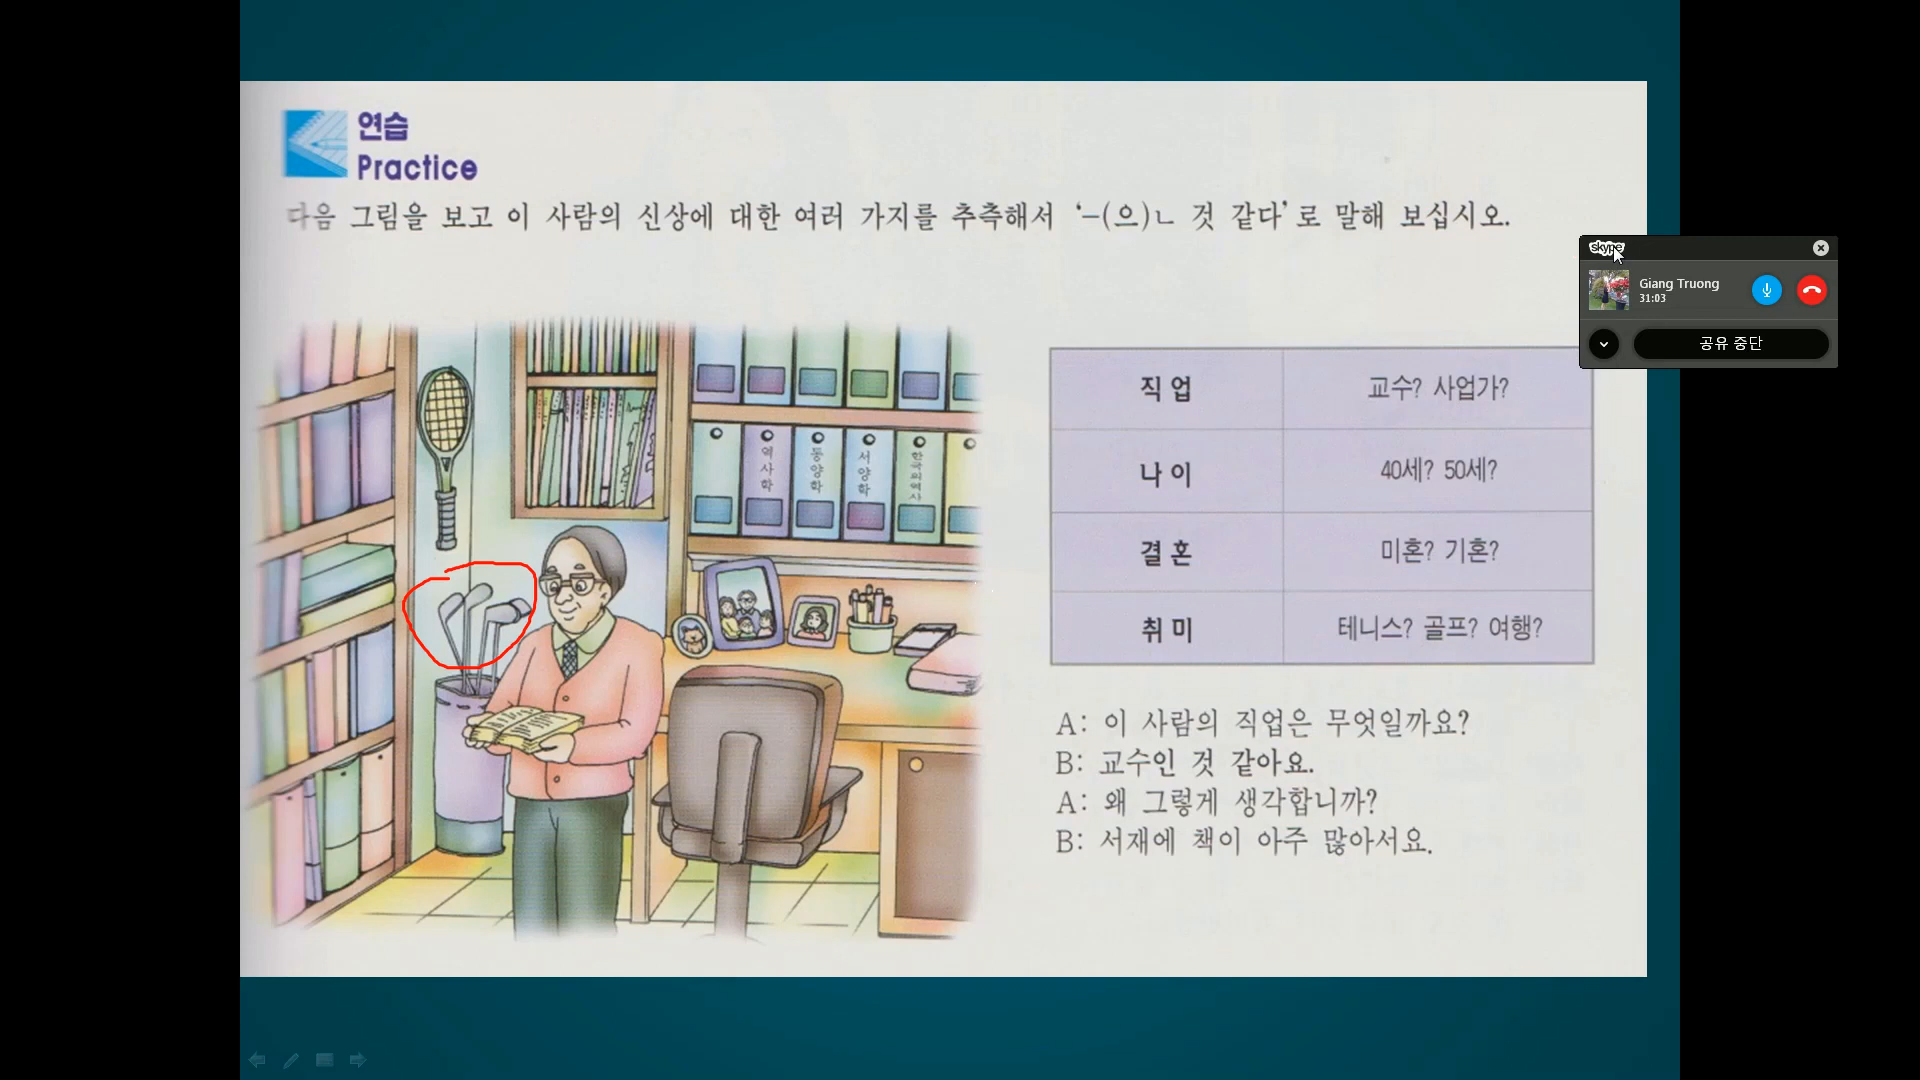 연습
Practice
다음 그림을 보고 이 사람의 신상에 대한 여러 가지를 추측해서 '-(으)ㄴ 것 같다'로 말해 보십시오.
skype
Giang Truong
31:03
공유 중단
역사학
동양학
서양학
한국의역사
직업 교수? 사업가?
나이 40세? 50세?
결혼 미혼? 기혼?
취미 테니스? 골프? 여행?
A: 이 사람의 직업은 무엇일까요?
B: 교수인 것 같아요.
A: 왜 그렇게 생각합니까?
B: 서재에 책이 아주 많아서요.